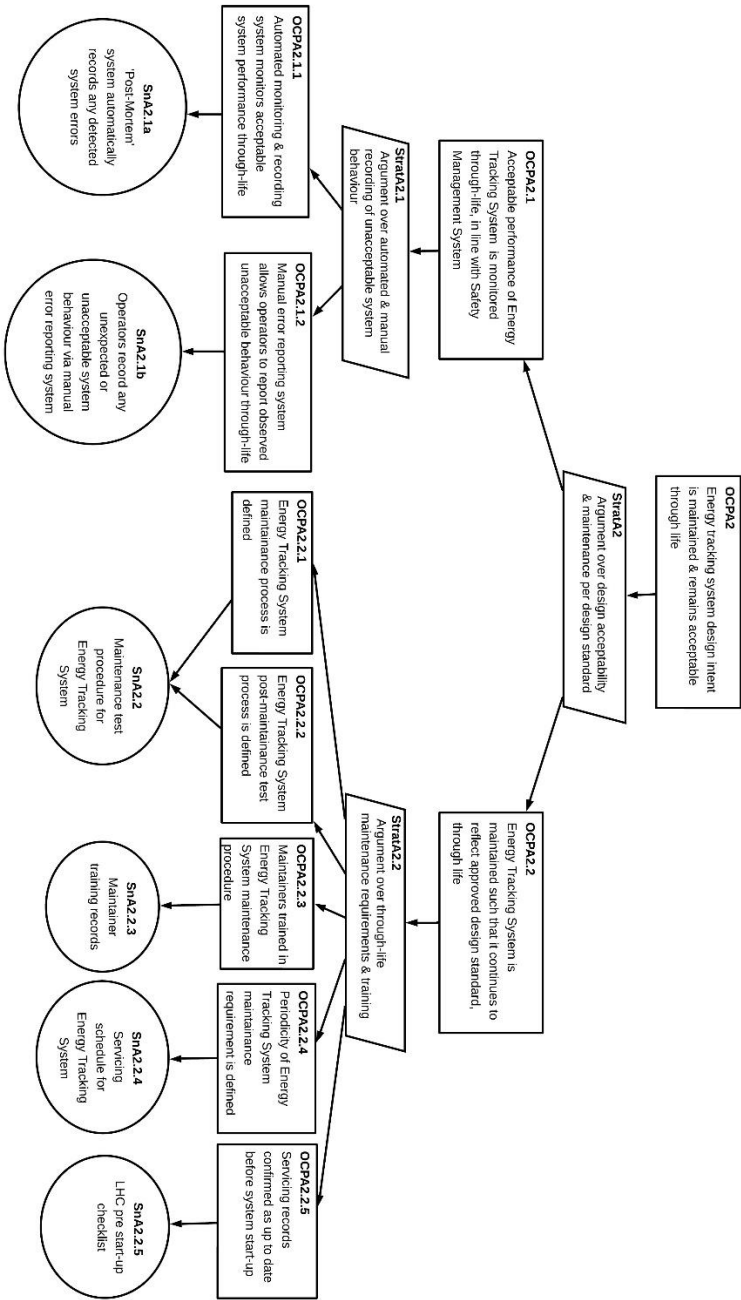 OCPA2
Energy tracking system design intent
is maintained & remains acceptable
through life
StratA2
Argument over design acceptability
& maintenance per design standard
OCPA2.1
Acceptable performance of Energy
Tracking System is monitored
through-life, in line with Safety
Management System
OCPA2.2
Energy Tracking System is
maintained such that it continues to
reflect approved design standard,
through life
StratA2.1
Argument over automated & manual
recording of unacceptable system
behaviour
StratA2.2
Argument over through-life
maintenance requirements & training
OCPA2.1.1
Automated monitoring & recording
system monitors acceptable
system performance through-life
OCPA2.1.2
Manual error reporting system
allows operators to report observed
unacceptable behaviour through-life
OCPA2.2.1
Energy Tracking System
maintainance process is
defined
OCPA2.2.2
Energy Tracking System
post-maintainance test
process is defined
OCPA2.2.3
Maintainers trained in
Energy Tracking
System maintenance
procedure
OCPA2.2.4
Periodicity of Energy
Tracking System
maintainance
requirement is defined
OCPA2.2.5
Servicing records
confirmed as up to date
before system start-up
SnA2.1a
'Post-Mortem'
system automatically
records any detected
system errors
SnA2.1b
Operators record any
unexpected or
unacceptable system
behaviour via manual
error reporting system
SnA2.2
Maintenance test
procedure for
Energy Tracking
System
SnA2.2.3
Maintainer
training records
SnA2.2.4
Servicing
schedule for
Energy Tracking
System
SnA2.2.5
LHC pre start-up
checklist